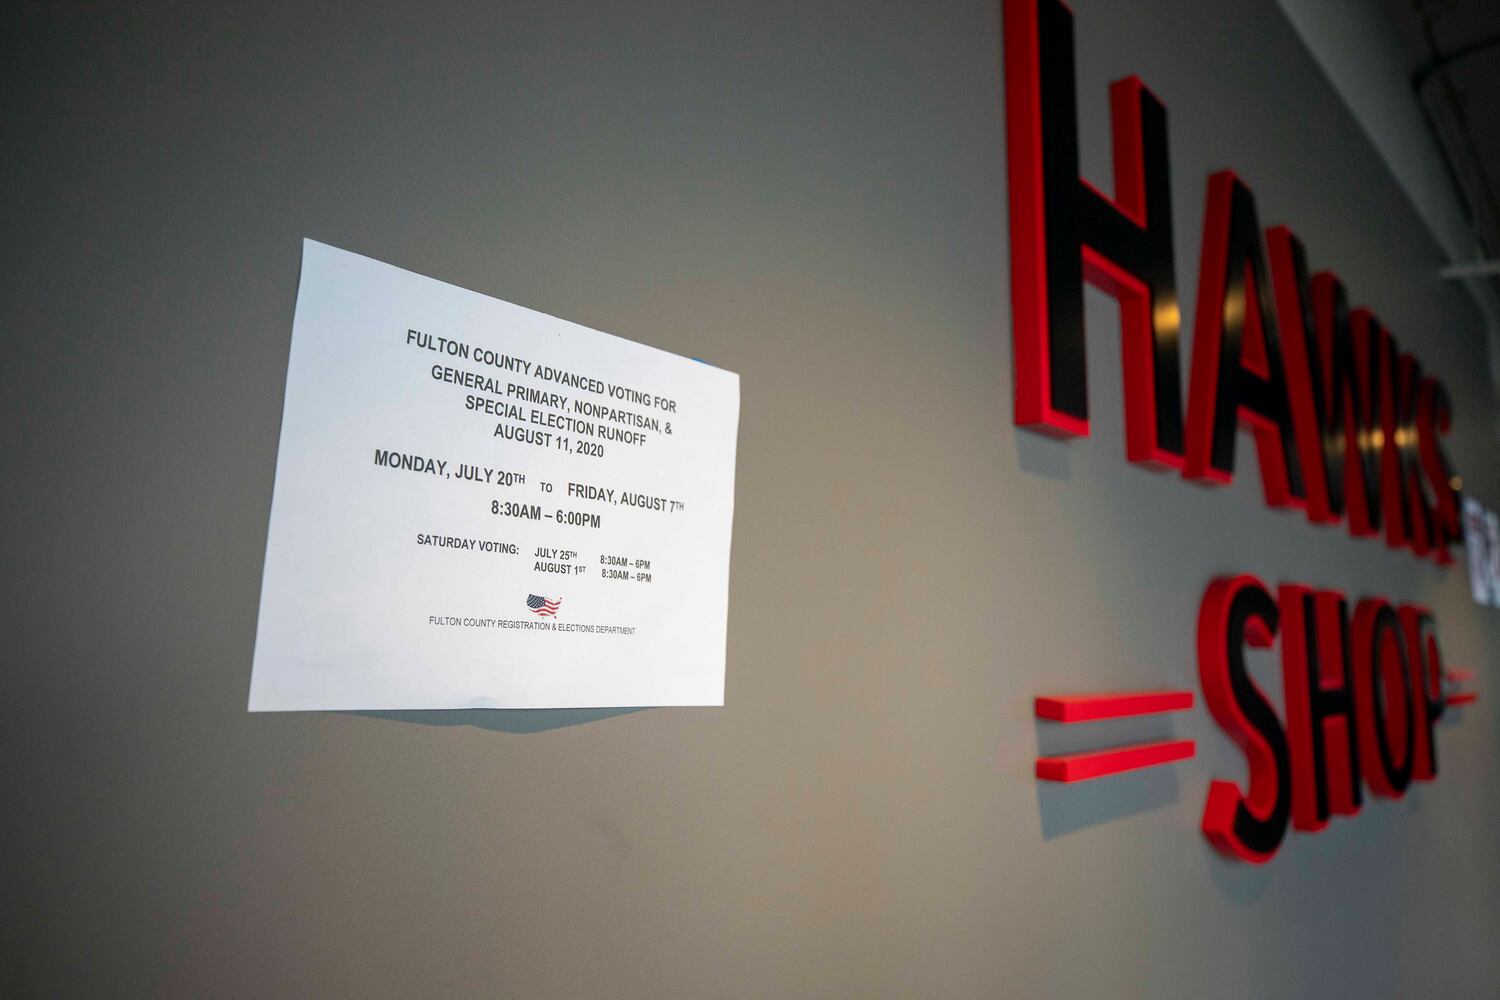 FULTON COUNTY ADVANCED VOTING FOR
GENERAL PRIMARY, NONPARTISAN, &
SPECIAL ELECTION RUNOFF
AUGUST 11, 2020
MONDAY, JULY 20TH TO FRIDAY, AUGUST 7TH
8:30AM – 6:00PM
SATURDAY VOTING: JULY 25TH 8:30AM – 6PM
AUGUST 1ST 8:30AM – 6PM
FULTON COUNTY REGISTRATION & ELECTIONS DEPARTMENT
HAWKS
SHOP